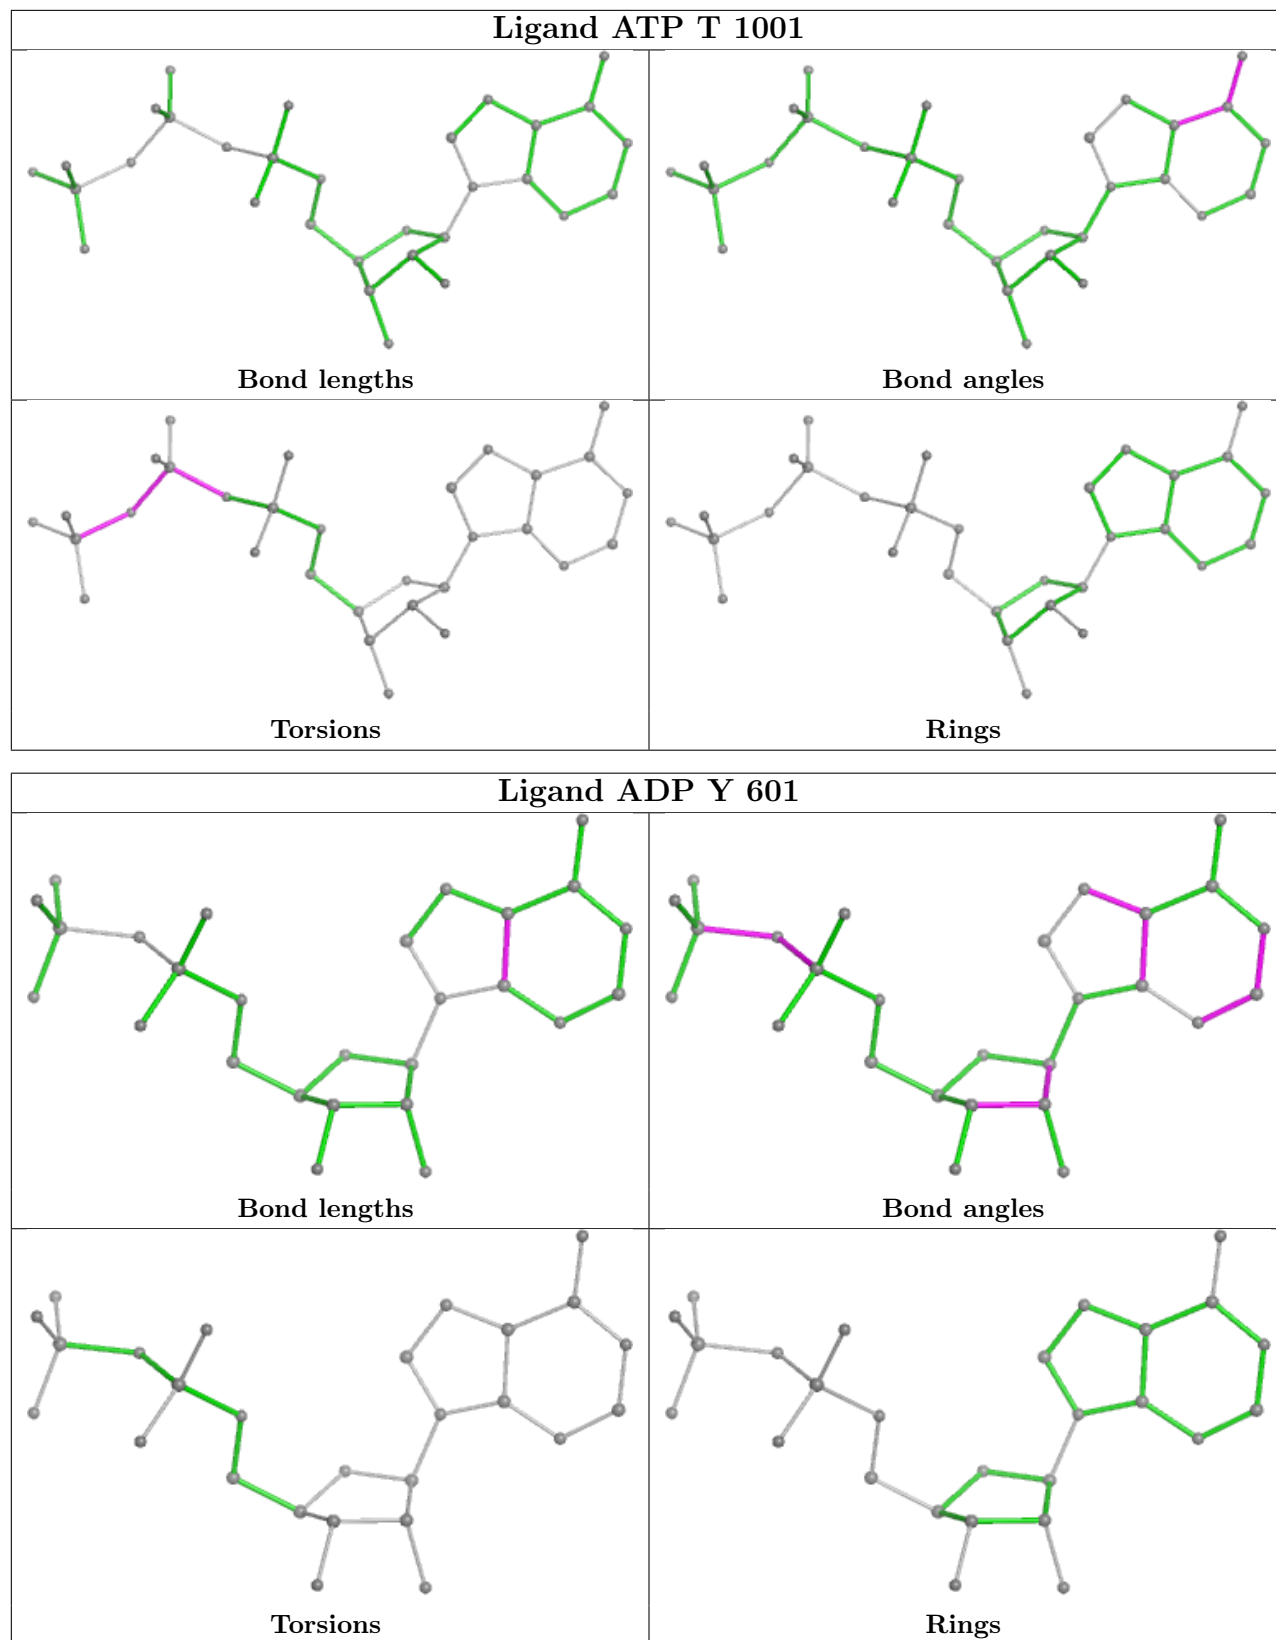 Ligand ATP T 1001
Bond lengths
Bond angles
Torsions
Rings
Ligand ADP Y 601
Bond lengths
Bond angles
Torsions
Rings